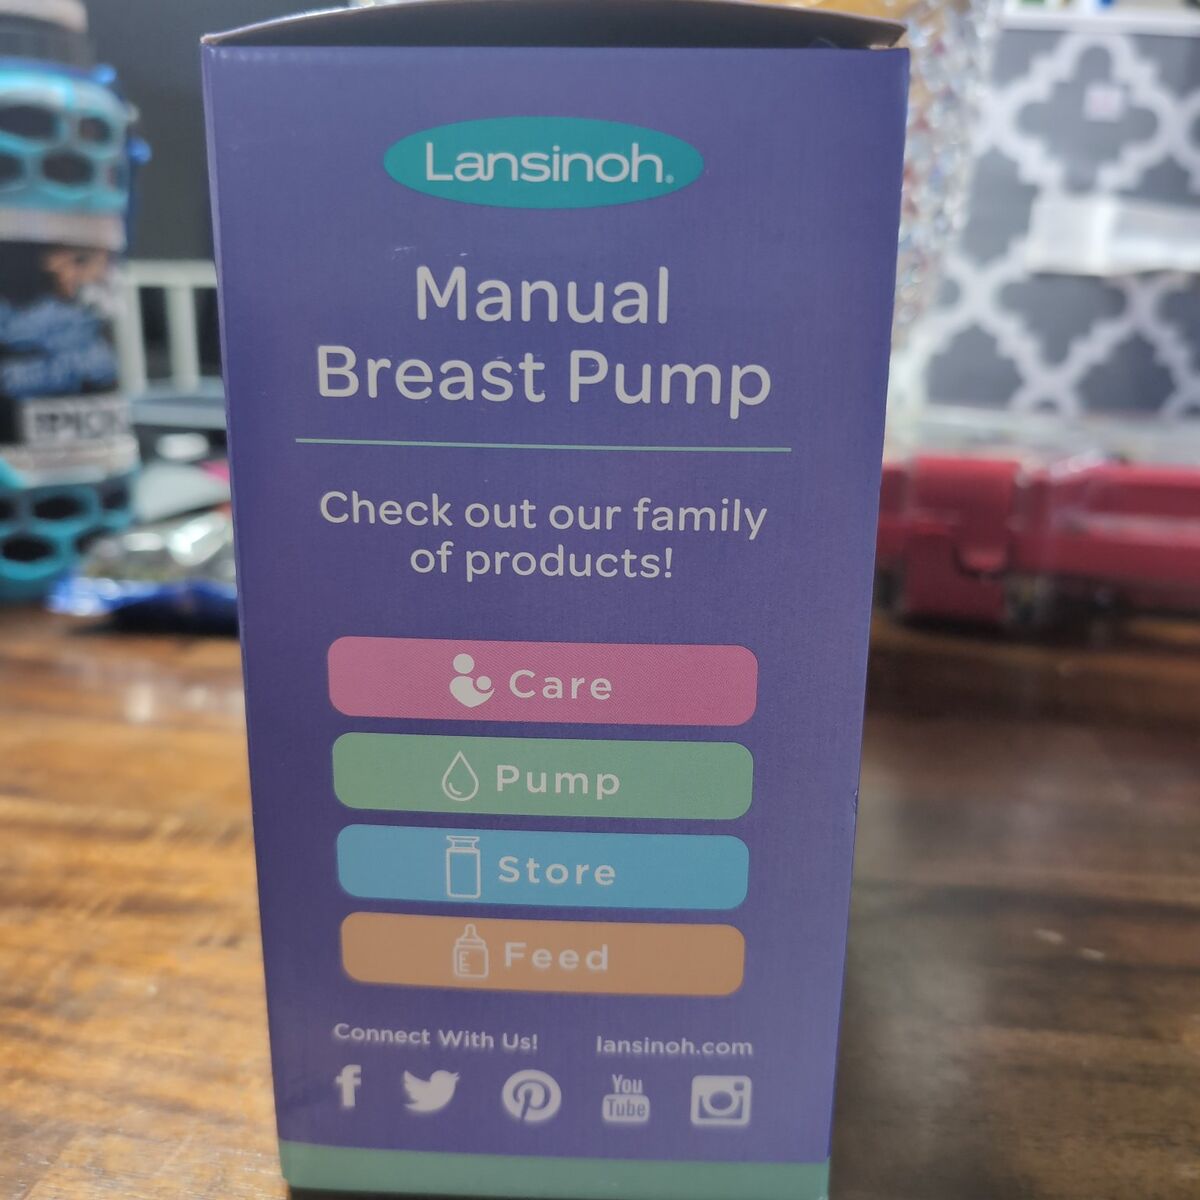 Lansinoh®
Manual
Breast Pump
Check out our family
of products!
Care
Pump
Store
Feed
Connect With Us! lansinoh.com
f
You
Tube